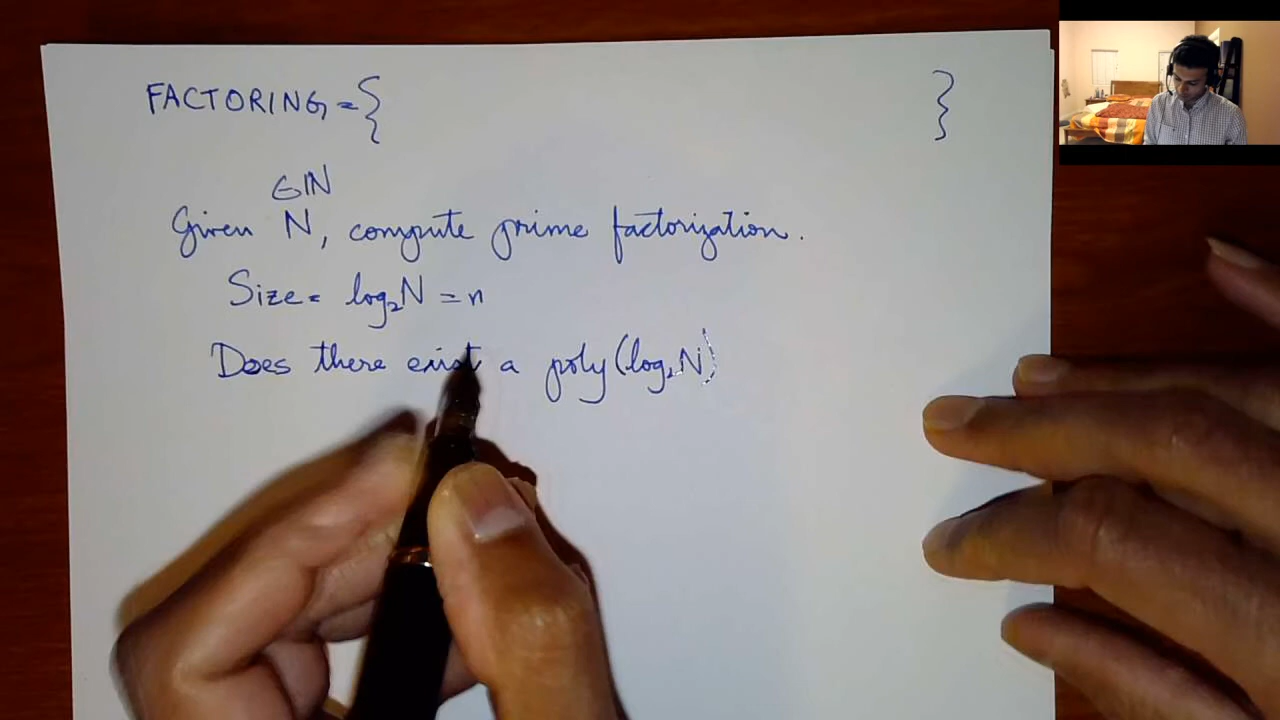 FACTORING = { }
∈ℕ
Given N, compute prime factorization.
Size = log₂N = n
Does there exist a poly(log₂N)